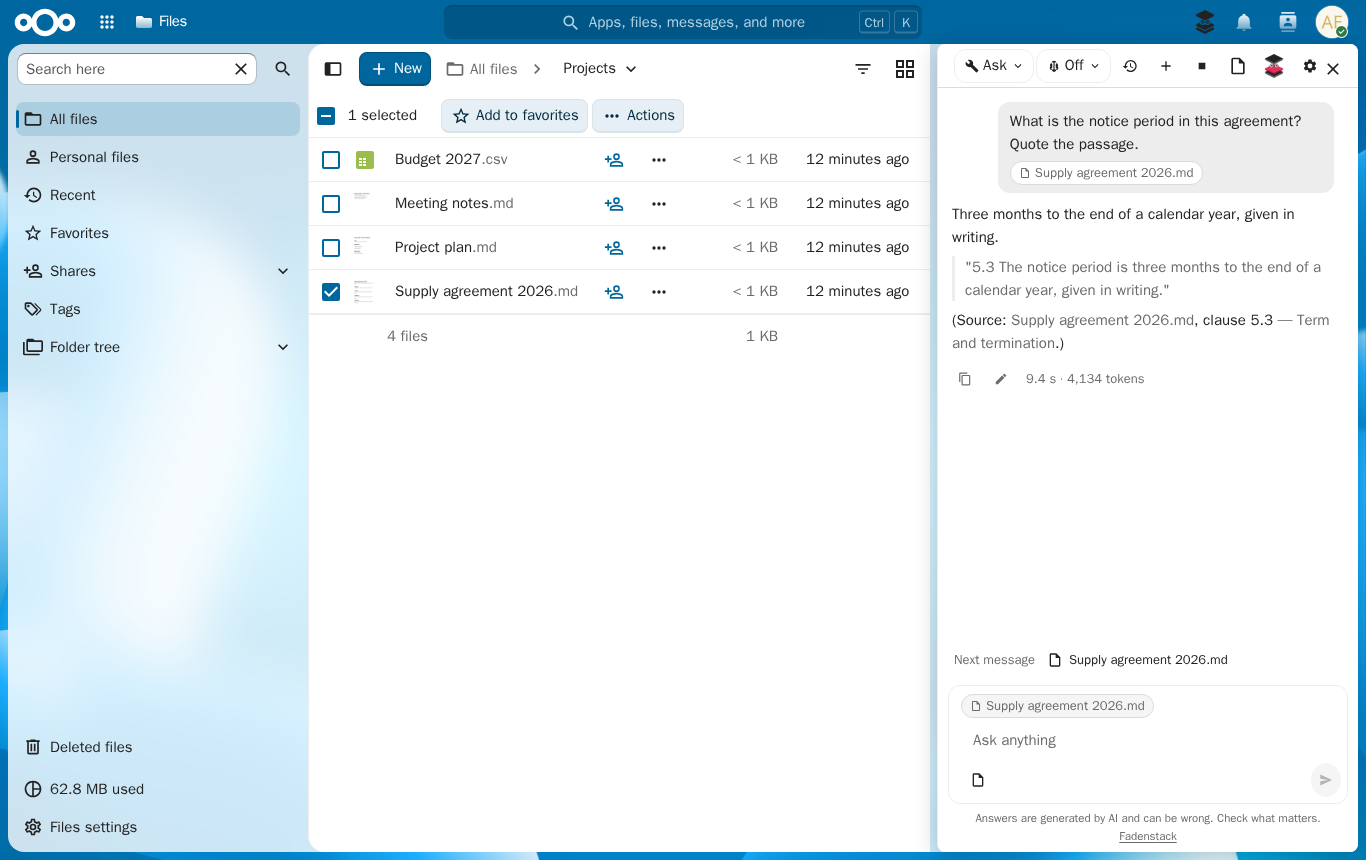 Files
Apps, files, messages, and more
Ctrl
K
AF
Search here
All files
Personal files
Recent
Favorites
Shares
Tags
Folder tree
Deleted files
62.8 MB used
Files settings
New
All files
Projects
1 selected
Add to favorites
Actions
Budget 2027.csv
< 1 KB
12 minutes ago
Meeting notes.md
< 1 KB
12 minutes ago
Project plan.md
< 1 KB
12 minutes ago
Supply agreement 2026.md
< 1 KB
12 minutes ago
4 files
1 KB
Ask
Off
What is the notice period in this agreement?
Quote the passage.
Supply agreement 2026.md
Three months to the end of a calendar year, given in
writing.
"5.3 The notice period is three months to the end of a
calendar year, given in writing."
(Source: Supply agreement 2026.md, clause 5.3 — Term
and termination.)
9.4 s · 4,134 tokens
Next message
Supply agreement 2026.md
Supply agreement 2026.md
Ask anything
Answers are generated by AI and can be wrong. Check what matters.
Fadenstack